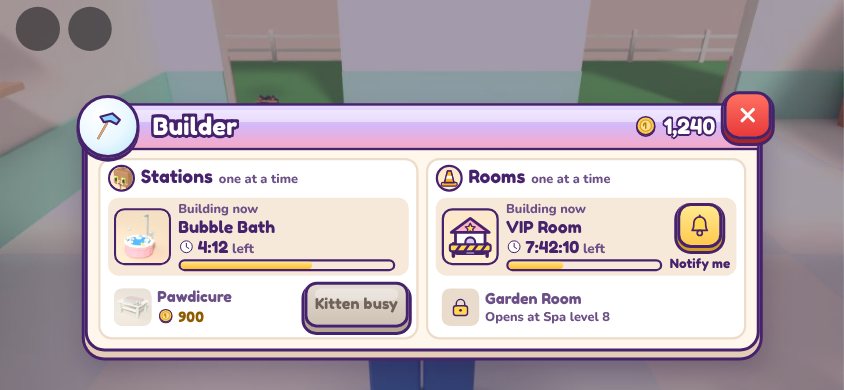 Builder
1,240
Stations one at a time
Building now
Bubble Bath
4:12 left
Pawdicure
900
Kitten busy
Rooms one at a time
Building now
VIP Room
7:42:10 left
Notify me
Garden Room
Opens at Spa level 8